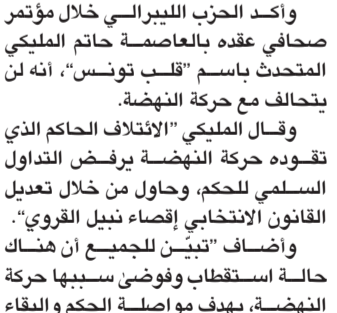 وأكد الحزب الليبرالي خلال مؤتمر
صحافي عقده بالعاصمة حاتم المليكي
المتحدث باسم ”قلب تونس“، أنه لن
يتحالف مع حركة النهضة.
وقال المليكي ”الائتلاف الحاكم الذي
تقوده حركة النهضة يرفض التداول
السلمي للحكم، وحاول من خلال تعديل
القانون الانتخابي إقصاء نبيل القروي“.
وأضاف ”تبيّن للجميع أن هناك
حالة استقطاب وفوضى سببها حركة
النهضة، بهدف مواصلة الحكم والبقاء